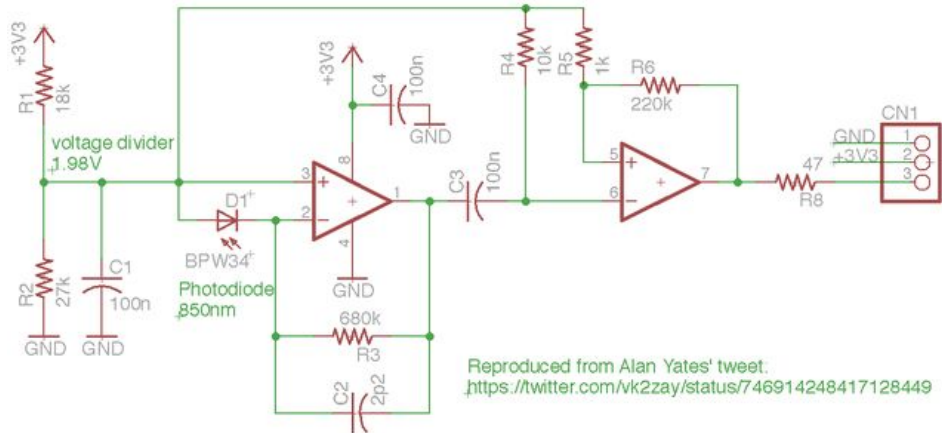 +3V3
R1
18k
voltage divider
1.98V
R2
27k
GND
C1
100n
GND
D1
BPW34
Photodiode
850nm
+3V3
C4
100n
GND
8
3
2
1
4
GND
680k
R3
C2
2p2
C3
100n
R4
10k
R5
1k
R6
220k
5
6
7
47
R8
CN1
GND
1
+3V3
2
3
Reproduced from Alan Yates' tweet.
https://twitter.com/vk2zay/status/746914248417128449